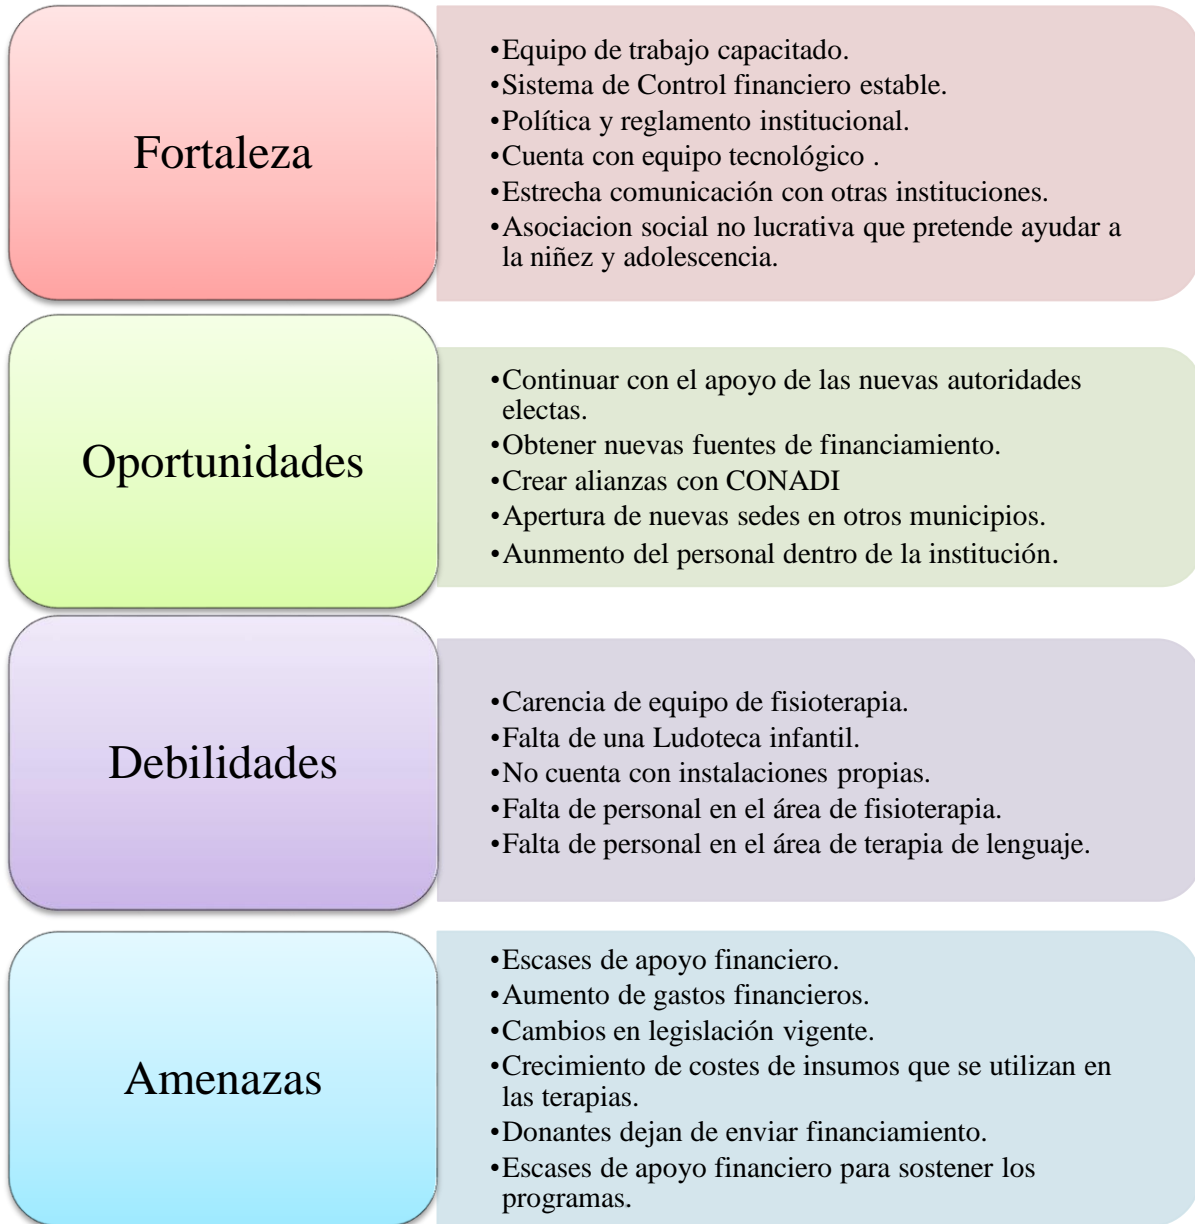 Fortaleza
•Equipo de trabajo capacitado.
•Sistema de Control financiero estable.
•Política y reglamento institucional.
•Cuenta con equipo tecnológico .
•Estrecha comunicación con otras instituciones.
•Asociacion social no lucrativa que pretende ayudar a
la niñez y adolescencia.
Oportunidades
•Continuar con el apoyo de las nuevas autoridades
electas.
•Obtener nuevas fuentes de financiamiento.
•Crear alianzas con CONADI
•Apertura de nuevas sedes en otros municipios.
•Aunmento del personal dentro de la institución.
Debilidades
•Carencia de equipo de fisioterapia.
•Falta de una Ludoteca infantil.
•No cuenta con instalaciones propias.
•Falta de personal en el área de fisioterapia.
•Falta de personal en el área de terapia de lenguaje.
Amenazas
•Escases de apoyo financiero.
•Aumento de gastos financieros.
•Cambios en legislación vigente.
•Crecimiento de costes de insumos que se utilizan en
las terapias.
•Donantes dejan de enviar financiamiento.
•Escases de apoyo financiero para sostener los
programas.